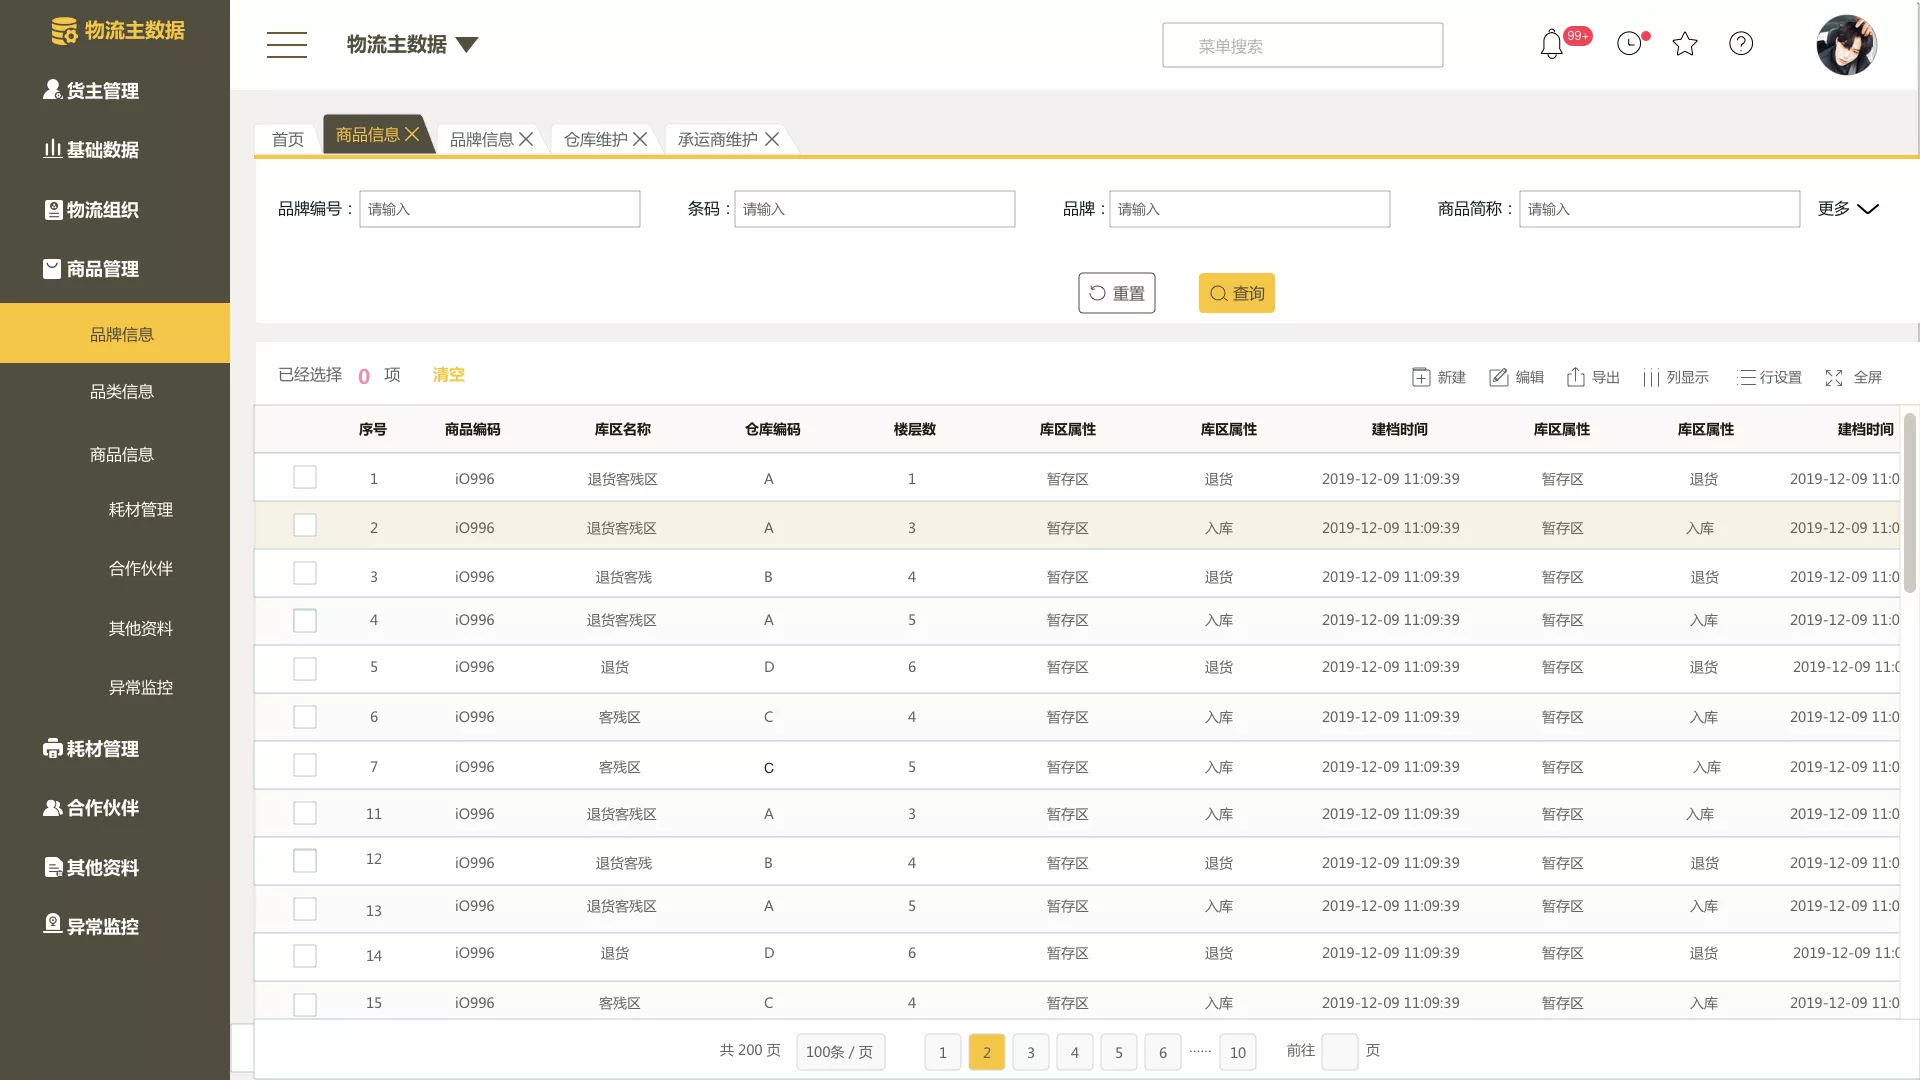 物流主数据
货主管理
基础数据
物流组织
商品管理
品牌信息
品类信息
商品信息
耗材管理
合作伙伴
其他资料
异常监控
耗材管理
合作伙伴
其他资料
异常监控
物流主数据
菜单搜索
99+
首页 商品信息 品牌信息 仓库维护 承运商维护
品牌编号： 请输入 条码： 请输入 品牌： 请输入 商品简称： 请输入 更多
重置 查询
已经选择 0 项 清空 新建 编辑 导出 列显示 行设置 全屏
序号 商品编码 库区名称 仓库编码 楼层数 库区属性 库区属性 建档时间 库区属性 库区属性 建档时间
1 iO996 退货客残区 A 1 暂存区 退货 2019-12-09 11:09:39 暂存区 退货 2019-12-09 11:0
2 iO996 退货客残区 A 3 暂存区 入库 2019-12-09 11:09:39 暂存区 入库 2019-12-09 11:0
3 iO996 退货客残 B 4 暂存区 退货 2019-12-09 11:09:39 暂存区 退货 2019-12-09 11:0
4 iO996 退货客残区 A 5 暂存区 入库 2019-12-09 11:09:39 暂存区 入库 2019-12-09 11:0
5 iO996 退货 D 6 暂存区 退货 2019-12-09 11:09:39 暂存区 退货 2019-12-09 11:0
6 iO996 客残区 C 4 暂存区 入库 2019-12-09 11:09:39 暂存区 入库 2019-12-09 11:0
7 iO996 客残区 C 5 暂存区 入库 2019-12-09 11:09:39 暂存区 入库 2019-12-09 11:0
11 iO996 退货客残区 A 3 暂存区 入库 2019-12-09 11:09:39 暂存区 入库 2019-12-09 11:0
12 iO996 退货客残 B 4 暂存区 退货 2019-12-09 11:09:39 暂存区 退货 2019-12-09 11:0
13 iO996 退货客残区 A 5 暂存区 入库 2019-12-09 11:09:39 暂存区 入库 2019-12-09 11:0
14 iO996 退货 D 6 暂存区 退货 2019-12-09 11:09:39 暂存区 退货 2019-12-09 11:0
15 iO996 客残区 C 4 暂存区 入库 2019-12-09 11:09:39 暂存区 入库 2019-12-09 11:0
共 200 页 100条 / 页 1 2 3 4 5 6 ······ 10 前往 页